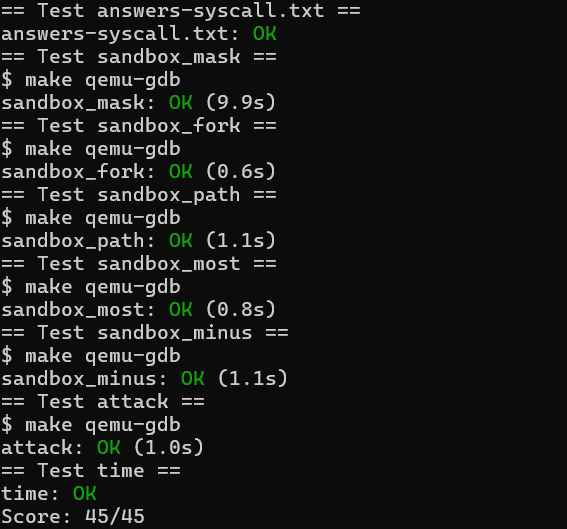 == Test answers-syscall.txt ==
answers-syscall.txt: OK
== Test sandbox_mask ==
$ make qemu-gdb
sandbox_mask: OK (9.9s)
== Test sandbox_fork ==
$ make qemu-gdb
sandbox_fork: OK (0.6s)
== Test sandbox_path ==
$ make qemu-gdb
sandbox_path: OK (1.1s)
== Test sandbox_most ==
$ make qemu-gdb
sandbox_most: OK (0.8s)
== Test sandbox_minus ==
$ make qemu-gdb
sandbox_minus: OK (1.1s)
== Test attack ==
$ make qemu-gdb
attack: OK (1.0s)
== Test time ==
time: OK
Score: 45/45